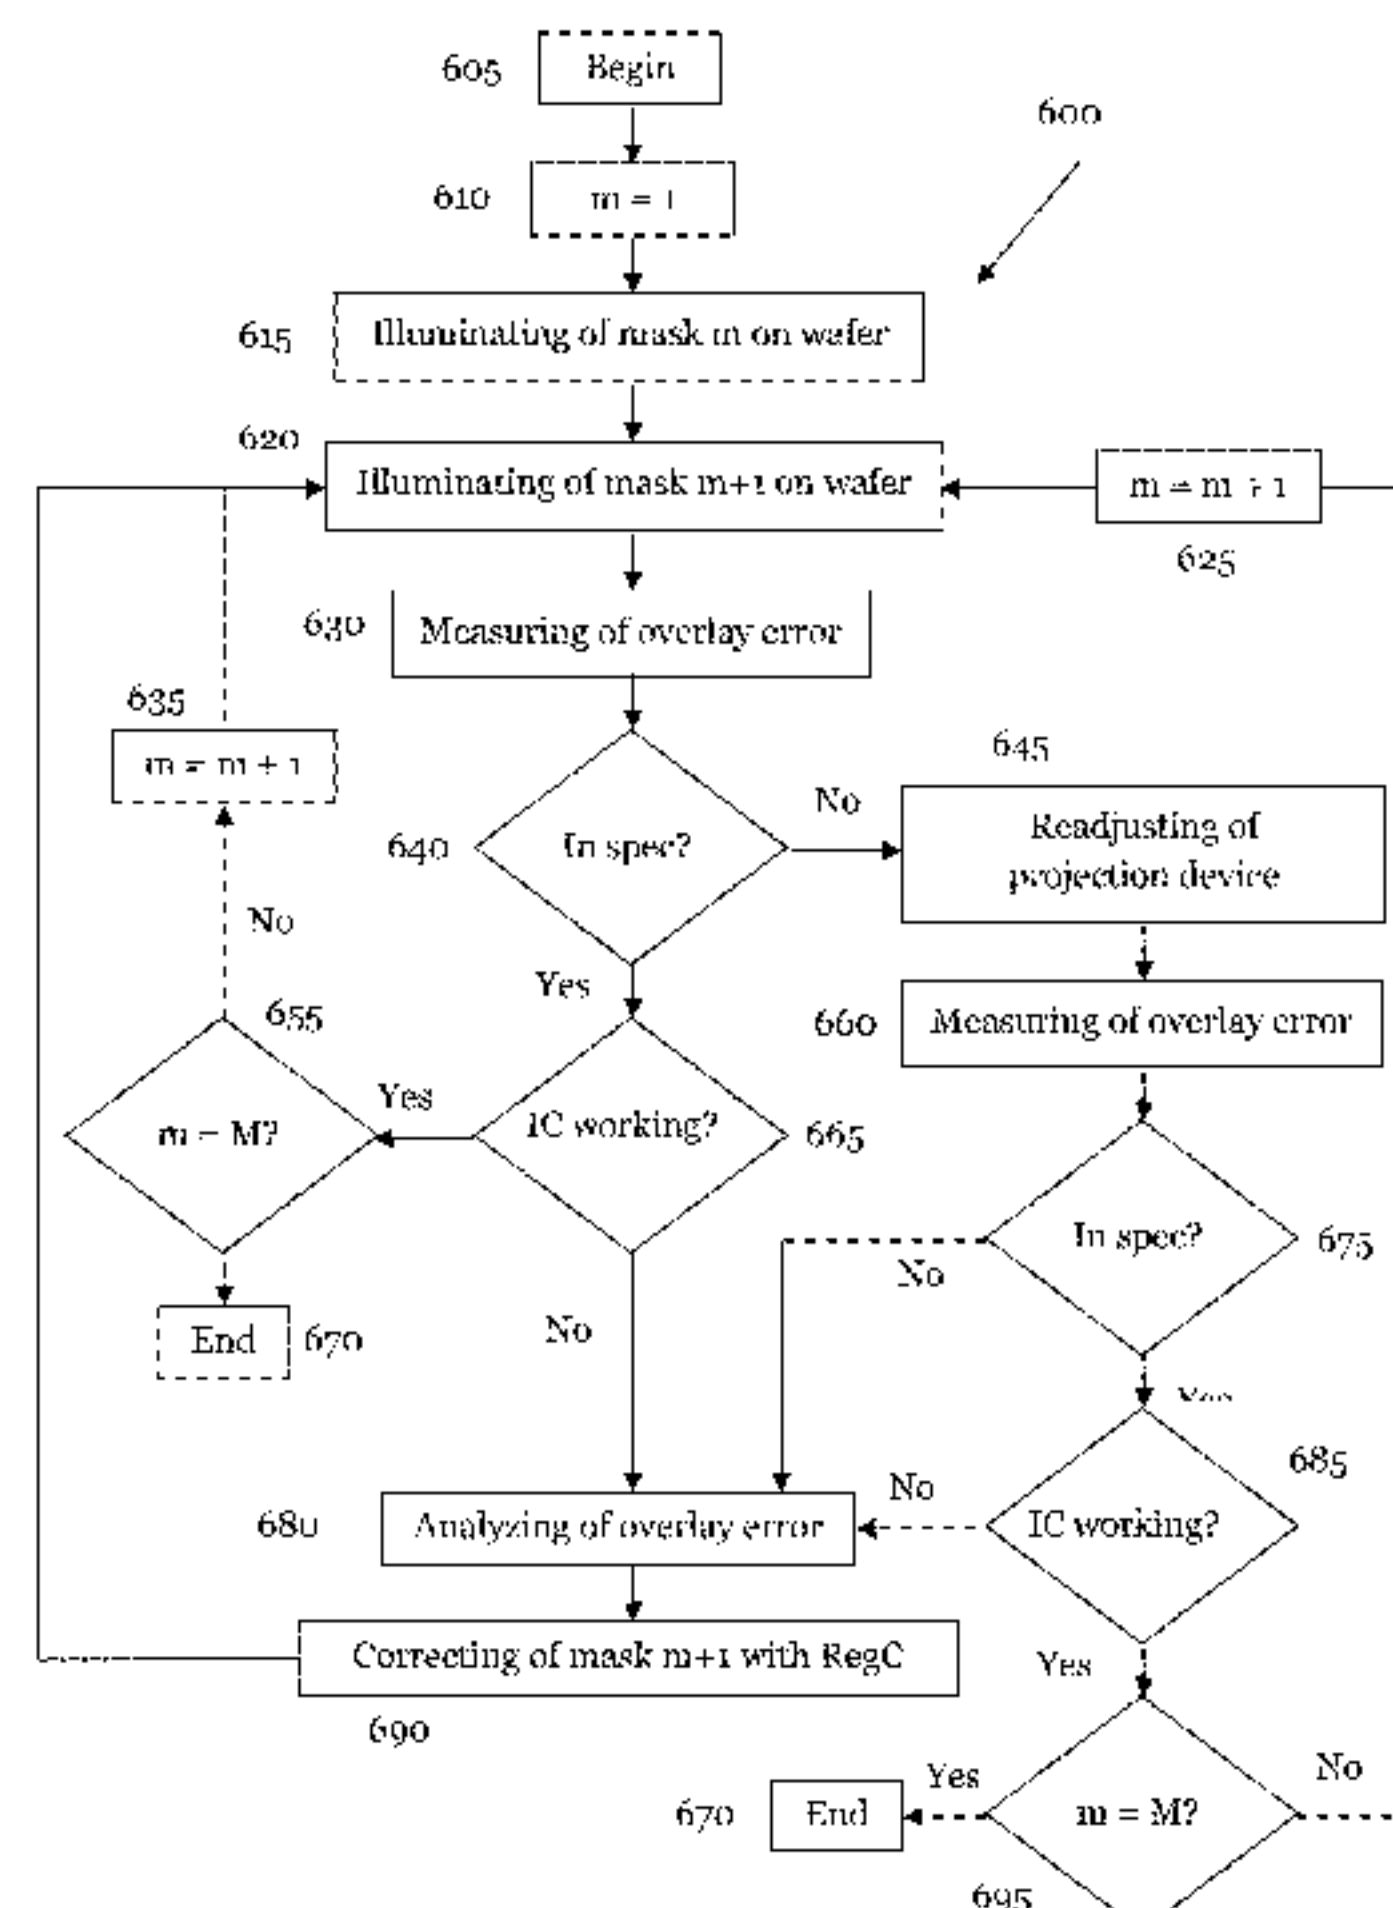 605 Begin
600
610 m = 1
615 Illuminating of mask m on wafer
620
Illuminating of mask m+1 on wafer
m = m + 1
625
630 Measuring of overlay error
635
m = m + 1
640 In spec?
No
645
Readjusting of
projection device
No
Yes
655
660 Measuring of overlay error
m = M?
Yes
IC working? 665
In spec? 675
No
End 670
No
Yes
685
No
680 Analyzing of overlay error
IC working?
Correcting of mask m+1 with RegC
690
Yes
Yes
No
670 End
m = M?
695